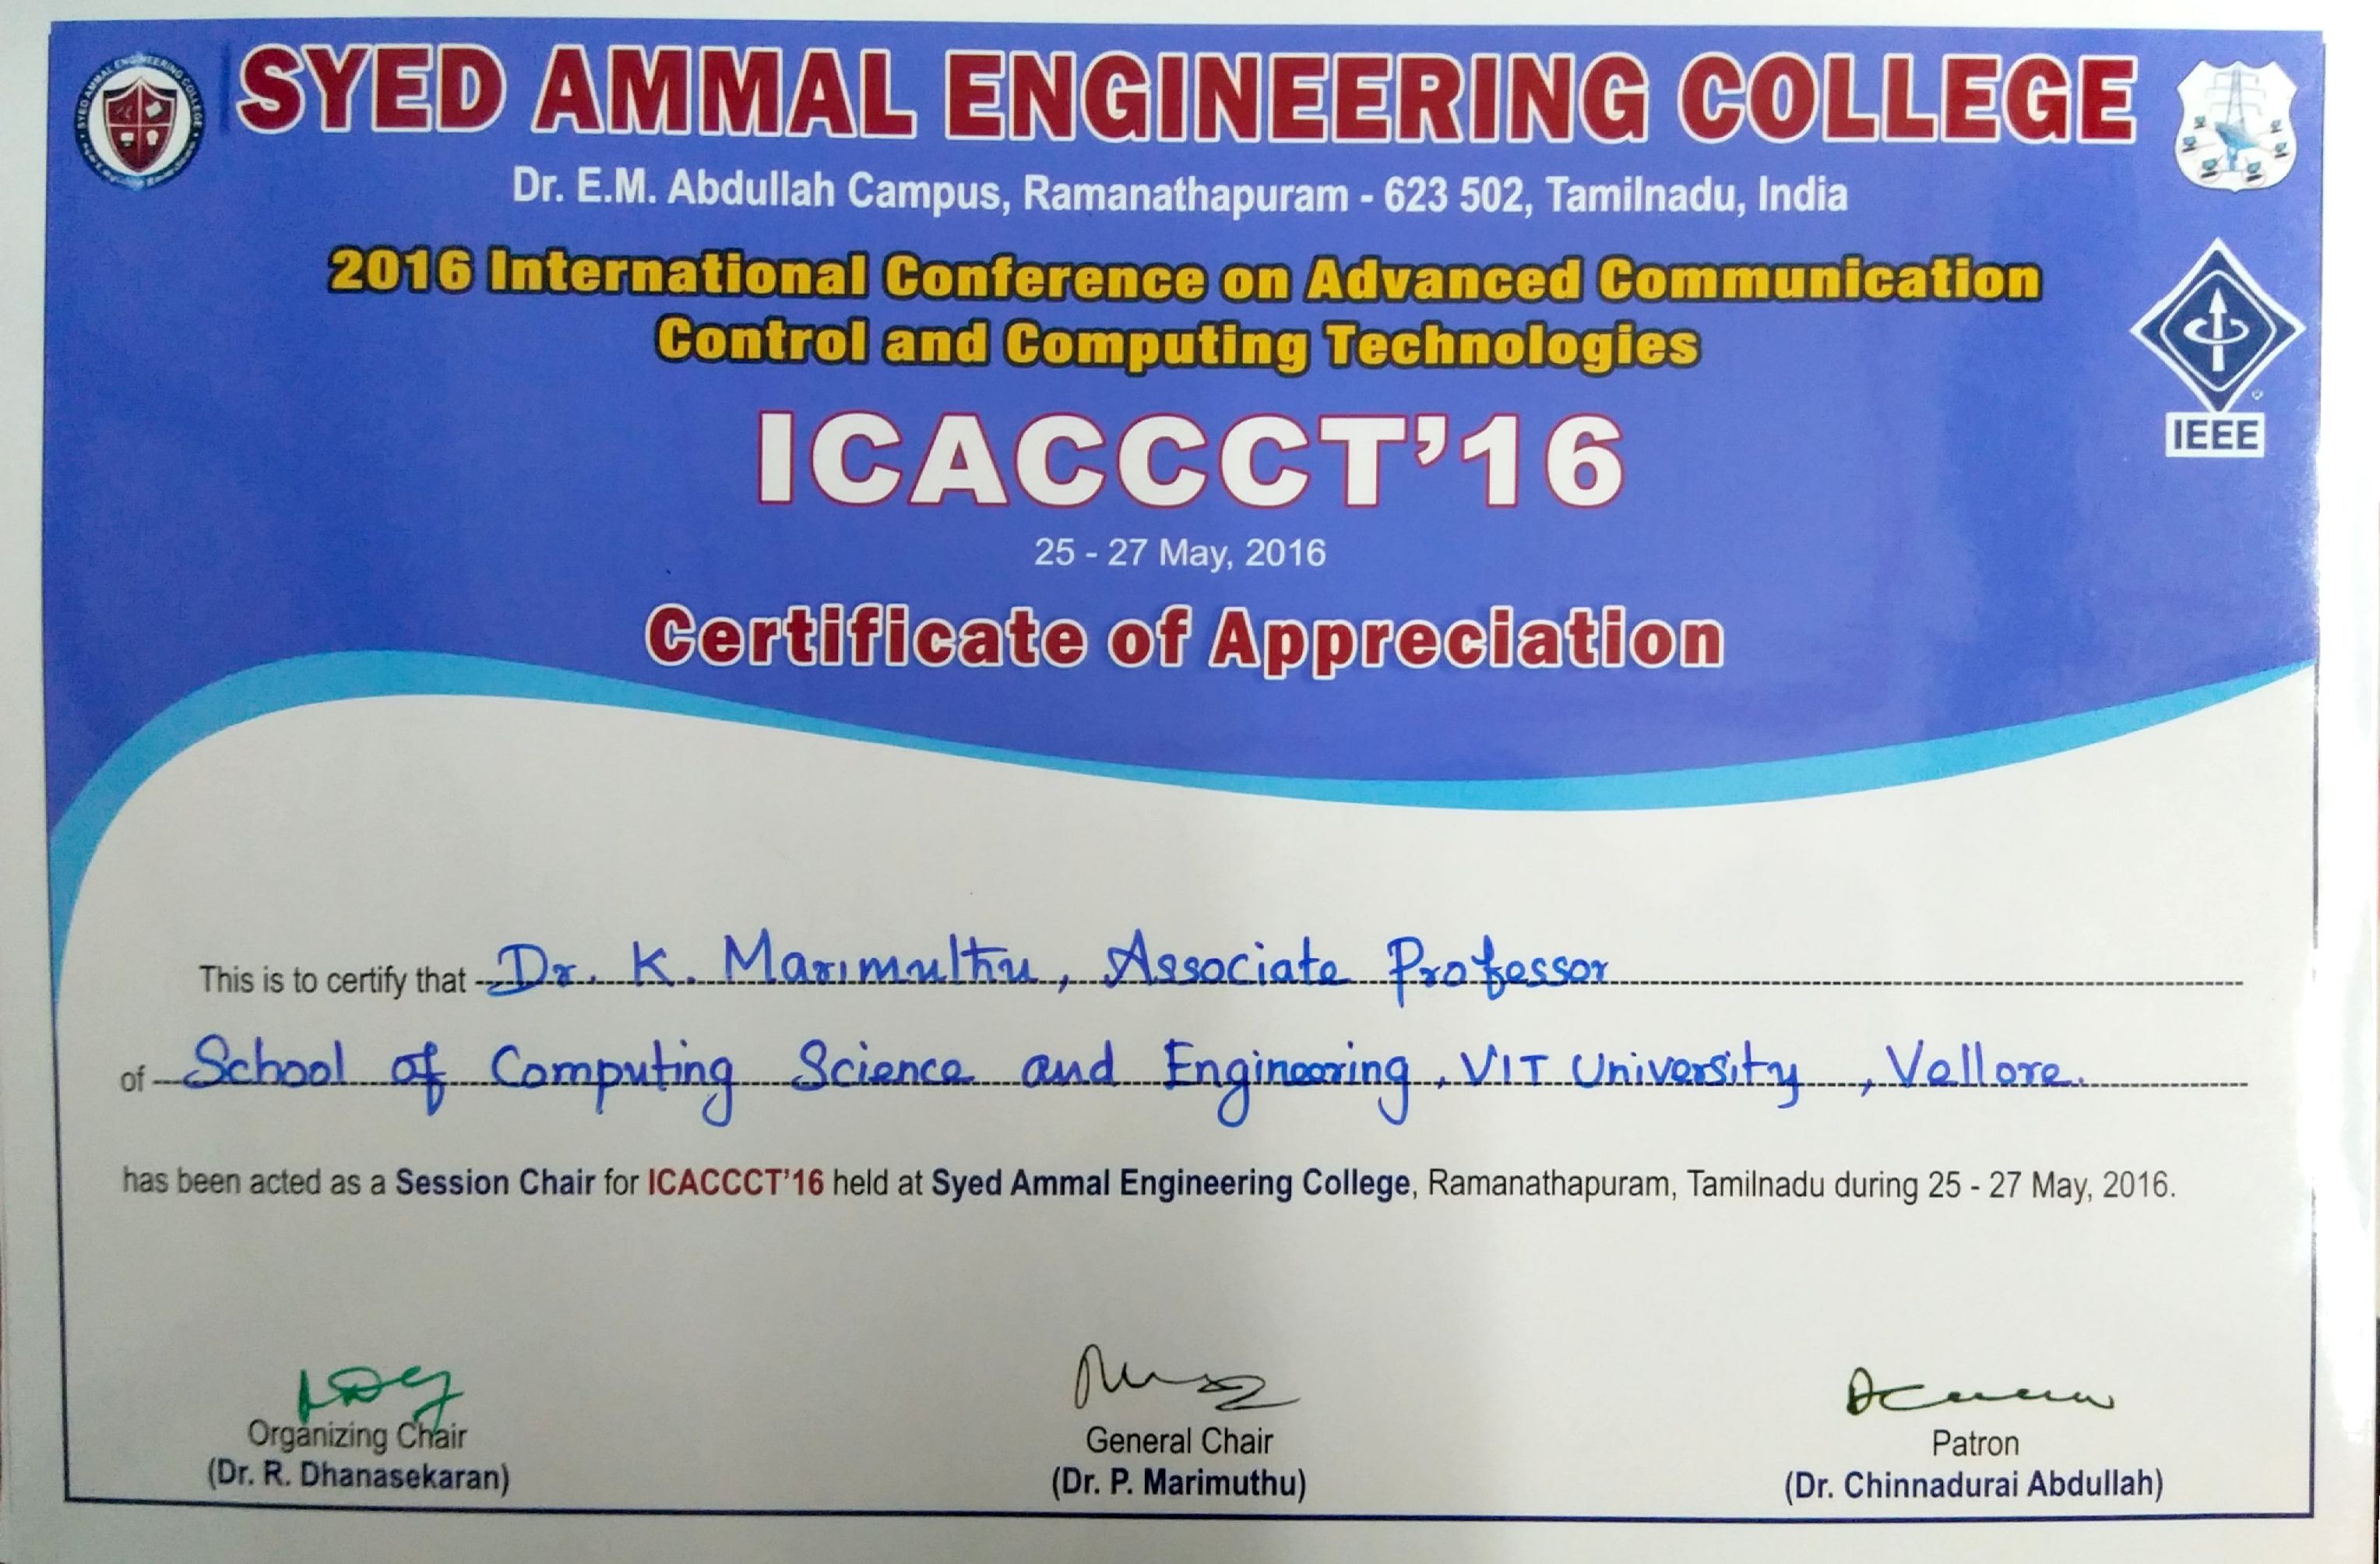 SYED AMMAL ENGINEERING COLLEGE
Dr. E.M. Abdullah Campus, Ramanathapuram - 623 502, Tamilnadu, India
2016 International Conference on Advanced Communication
Control and Computing Technologies
ICACCCT'16
IEEE
25 - 27 May, 2016
Certificate of Appreciation
This is to certify that Dr. K. Marimuthu, Associate Professor
of School of Computing Science and Engineering, VIT University, Vellore.
has been acted as a Session Chair for ICACCCT'16 held at Syed Ammal Engineering College, Ramanathapuram, Tamilnadu during 25 - 27 May, 2016.
Organizing Chair
(Dr. R. Dhanasekaran)
General Chair
(Dr. P. Marimuthu)
Patron
(Dr. Chinnadurai Abdullah)
SYED AMMAL ENGINEERING COLLEGE